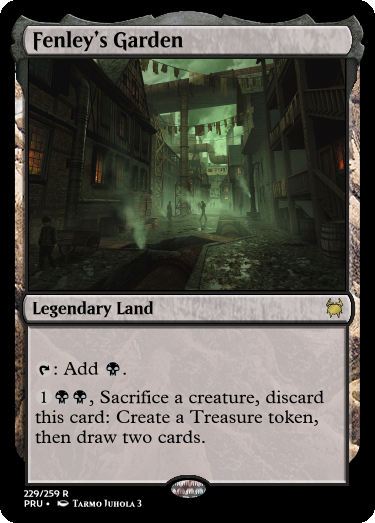 Fenley's Garden
Legendary Land
: Add .
1 , Sacrifice a creature, discard
this card: Create a Treasure token,
then draw two cards.
229/259 R
PRU • Tarmo Juhola 3